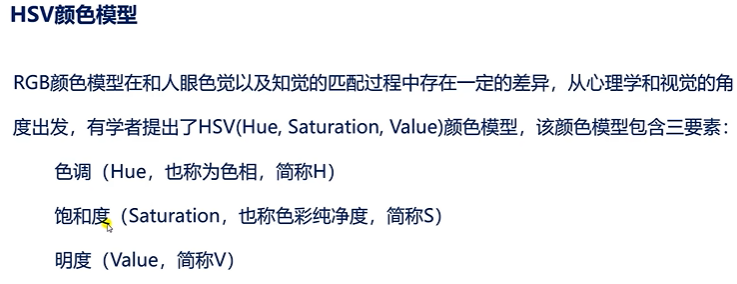 HSV颜色模型
RGB颜色模型在和人眼色觉以及知觉的匹配过程中存在一定的差异，从心理学和视觉的角
度出发，有学者提出了HSV(Hue, Saturation, Value)颜色模型，该颜色模型包含三要素：
色调（Hue，也称为色相，简称H）
饱和度（Saturation，也称色彩纯净度，简称S）
明度（Value，简称V）